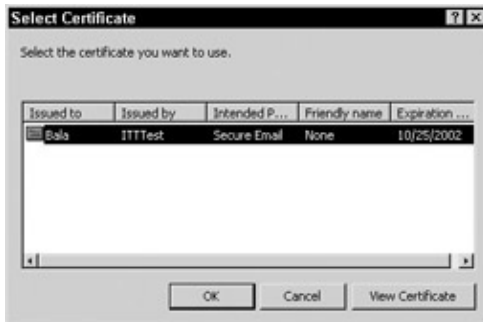 Select Certificate
Select the certificate you want to use.
Issued to Issued by Intended P... Friendly name Expiration ...
Bala ITTTest Secure Email None 10/25/2002
OK Cancel View Certificate